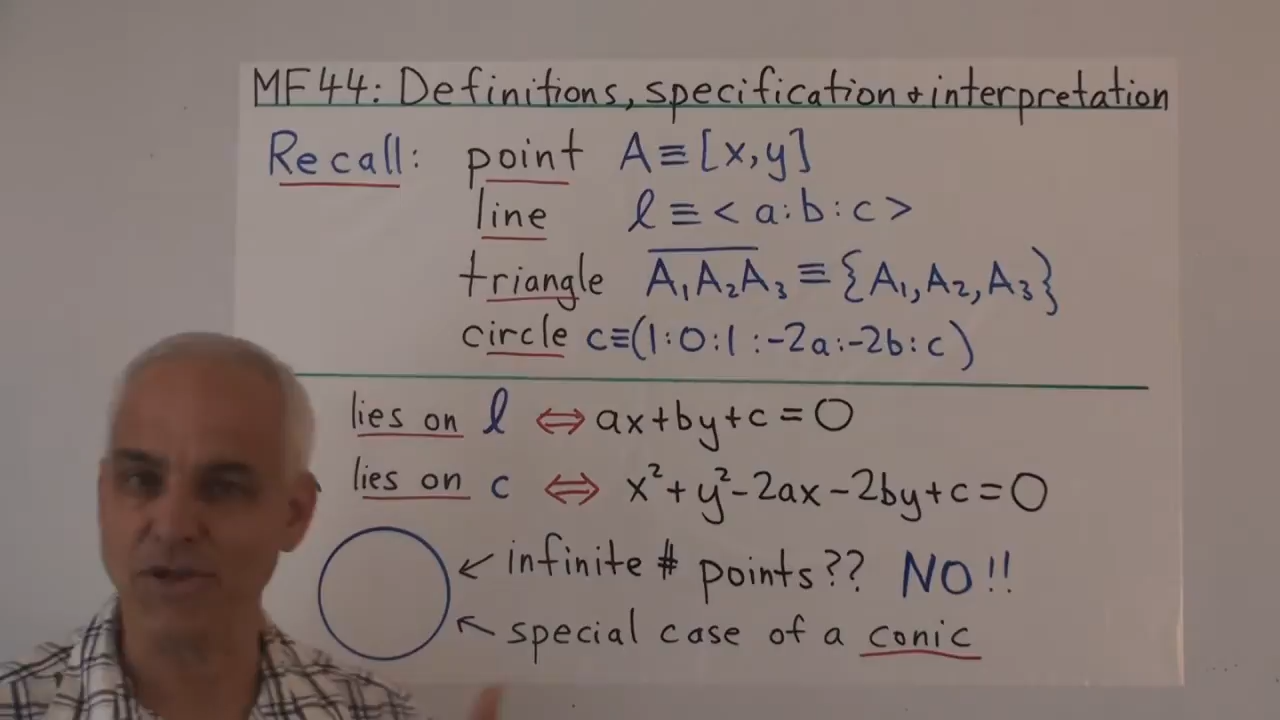 MF44: Definitions, specification + interpretation
Recall: point A≡[x,y]
line l≡<a:b:c>
triangle A₁A₂A₃≡{A₁,A₂,A₃}
circle c≡(1:0:1:-2a:-2b:c)
lies on l ⇔ ax+by+c=0
lies on c ⇔ x²+y²-2ax-2by+c=0
← infinite # points?? NO!!
← special case of a conic